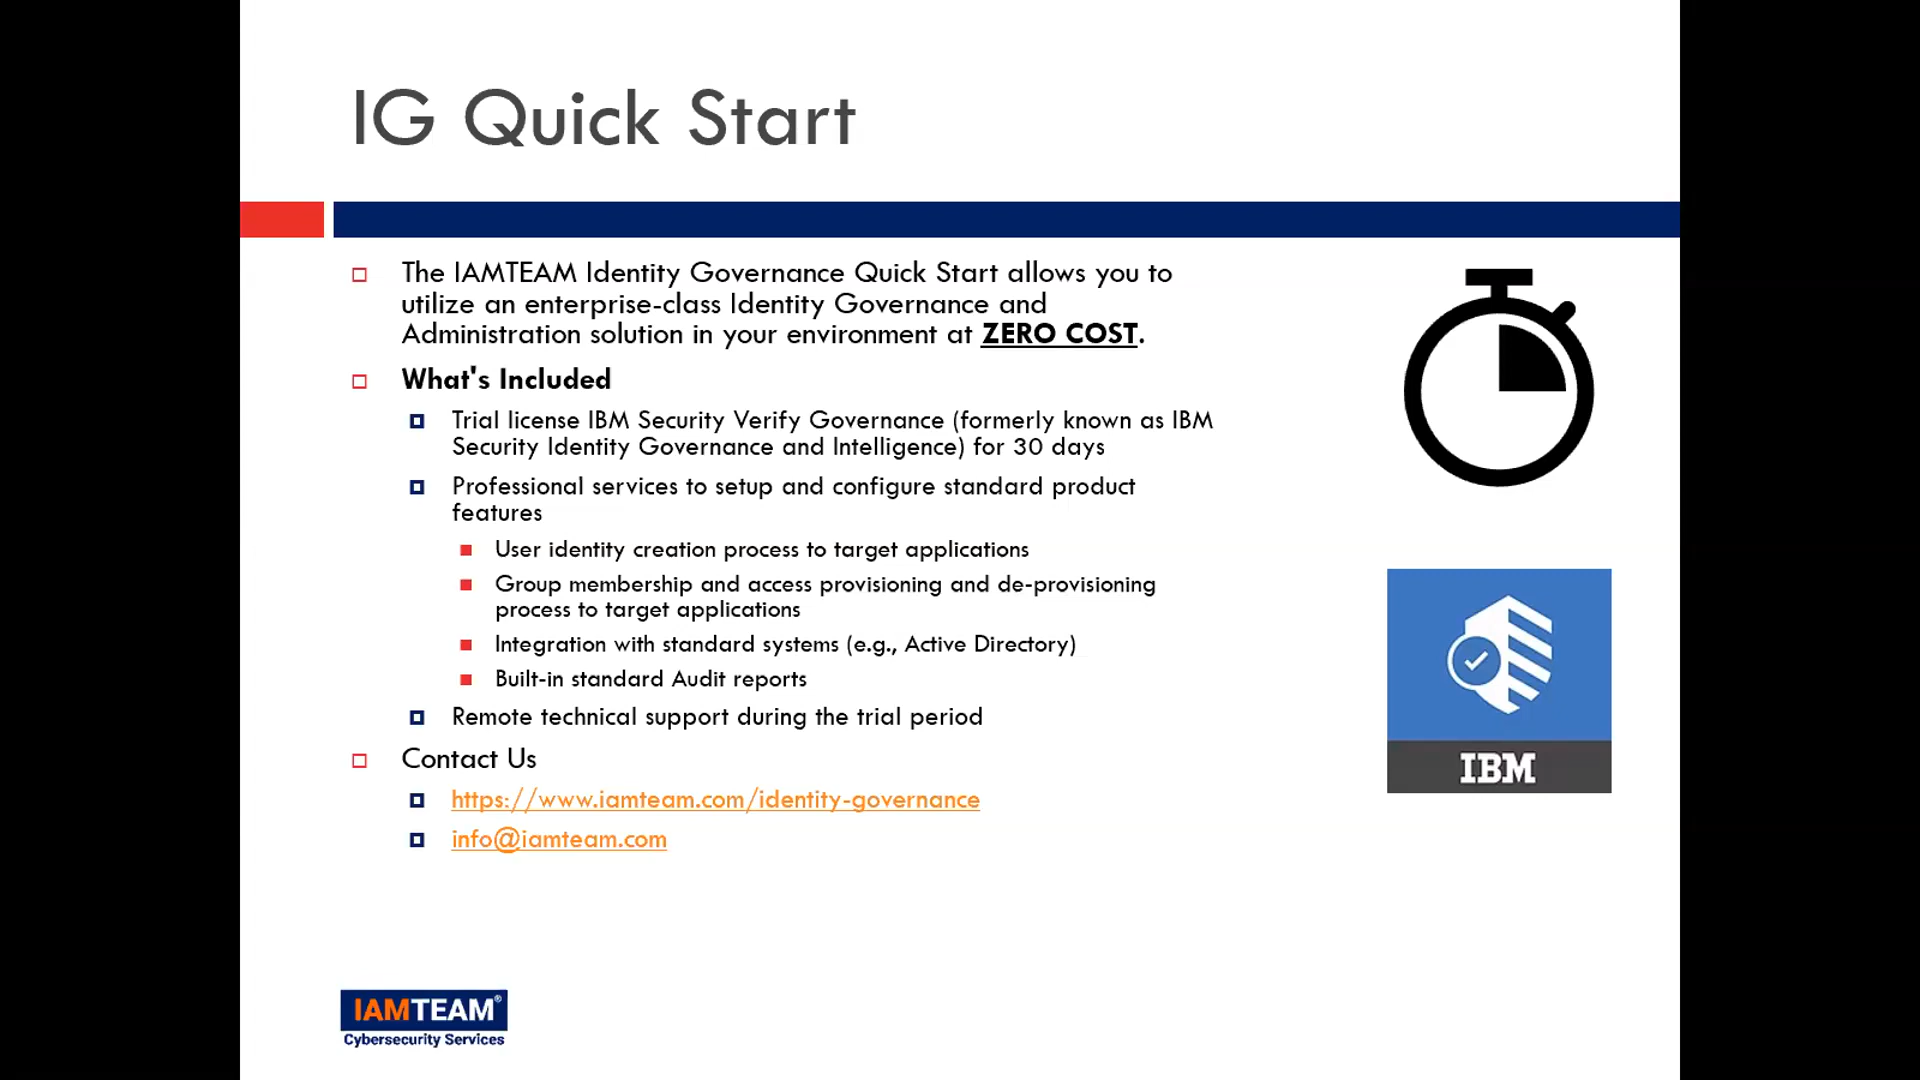 IG Quick Start
The IAMTEAM Identity Governance Quick Start allows you to
utilize an enterprise-class Identity Governance and
Administration solution in your environment at ZERO COST.
What's Included
Trial license IBM Security Verify Governance (formerly known as IBM
Security Identity Governance and Intelligence) for 30 days
Professional services to setup and configure standard product
features
User identity creation process to target applications
Group membership and access provisioning and de-provisioning
process to target applications
Integration with standard systems (e.g., Active Directory)
Built-in standard Audit reports
Remote technical support during the trial period
Contact Us
https://www.iamteam.com/identity-governance
info@iamteam.com
IBM
IAMTEAM®
Cybersecurity Services